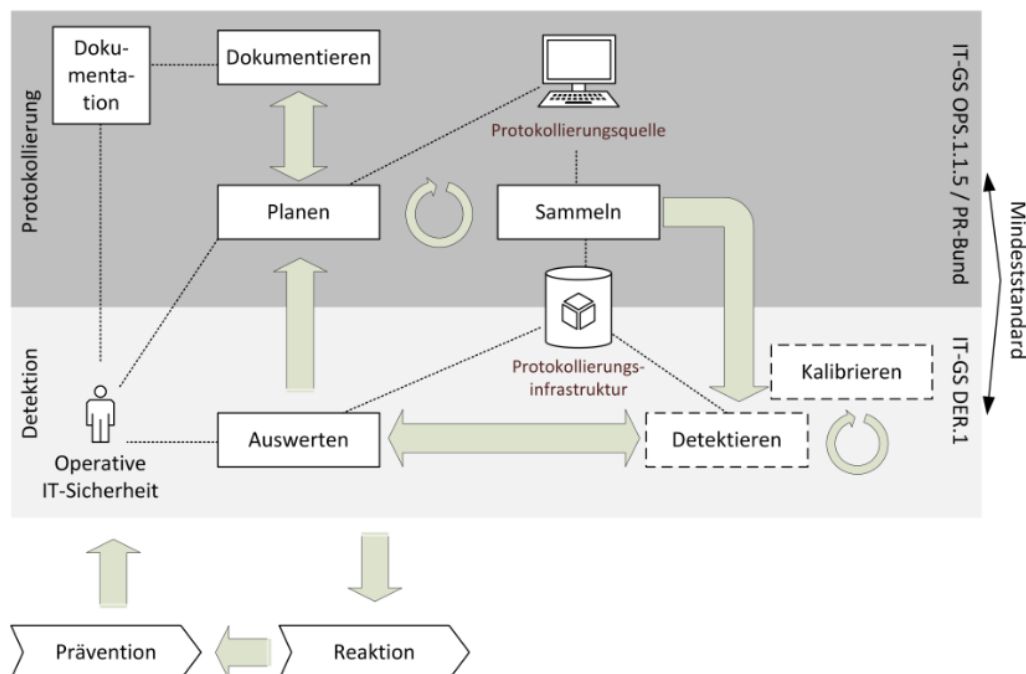 Protokollierung
Doku-
menta-
tion
Dokumentieren
Protokollierungsquelle
Planen
Sammeln
IT-GS OPS.1.1.5 / PR-Bund
Mindeststandard
Detektion
Protokollierungs-
infrastruktur
Kalibrieren
IT-GS DER.1
Operative
IT-Sicherheit
Auswerten
Detektieren
Prävention
Reaktion